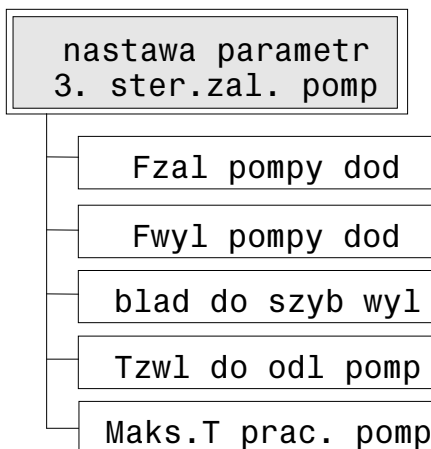 nastawa parametr
3. ster.zal. pomp
Fzal pompy dod
Fwyl pompy dod
blad do szyb wyl
Tzwl do odl pomp
Maks.T prac. pomp